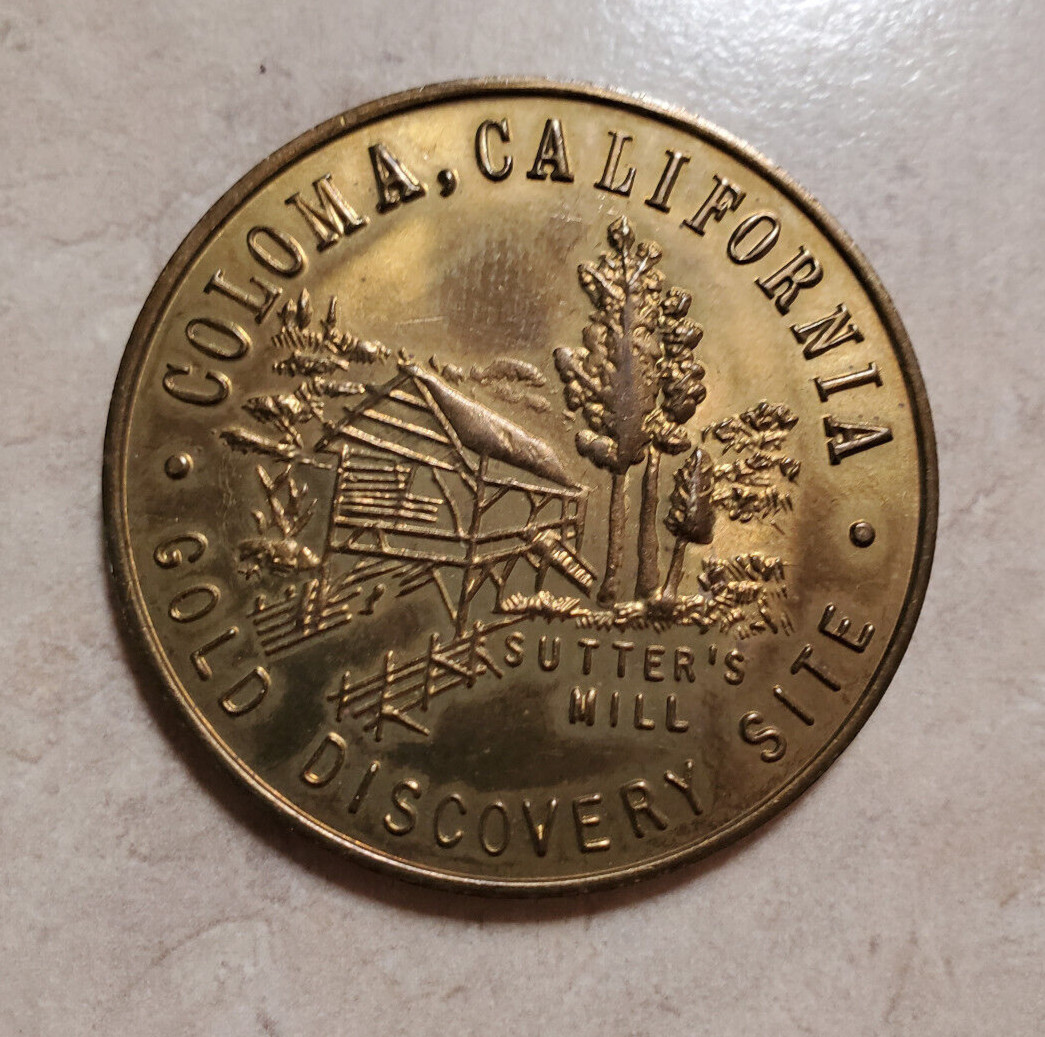 COLOMA, CALIFORNIA
SUTTER'S
MILL
GOLD DISCOVERY SITE